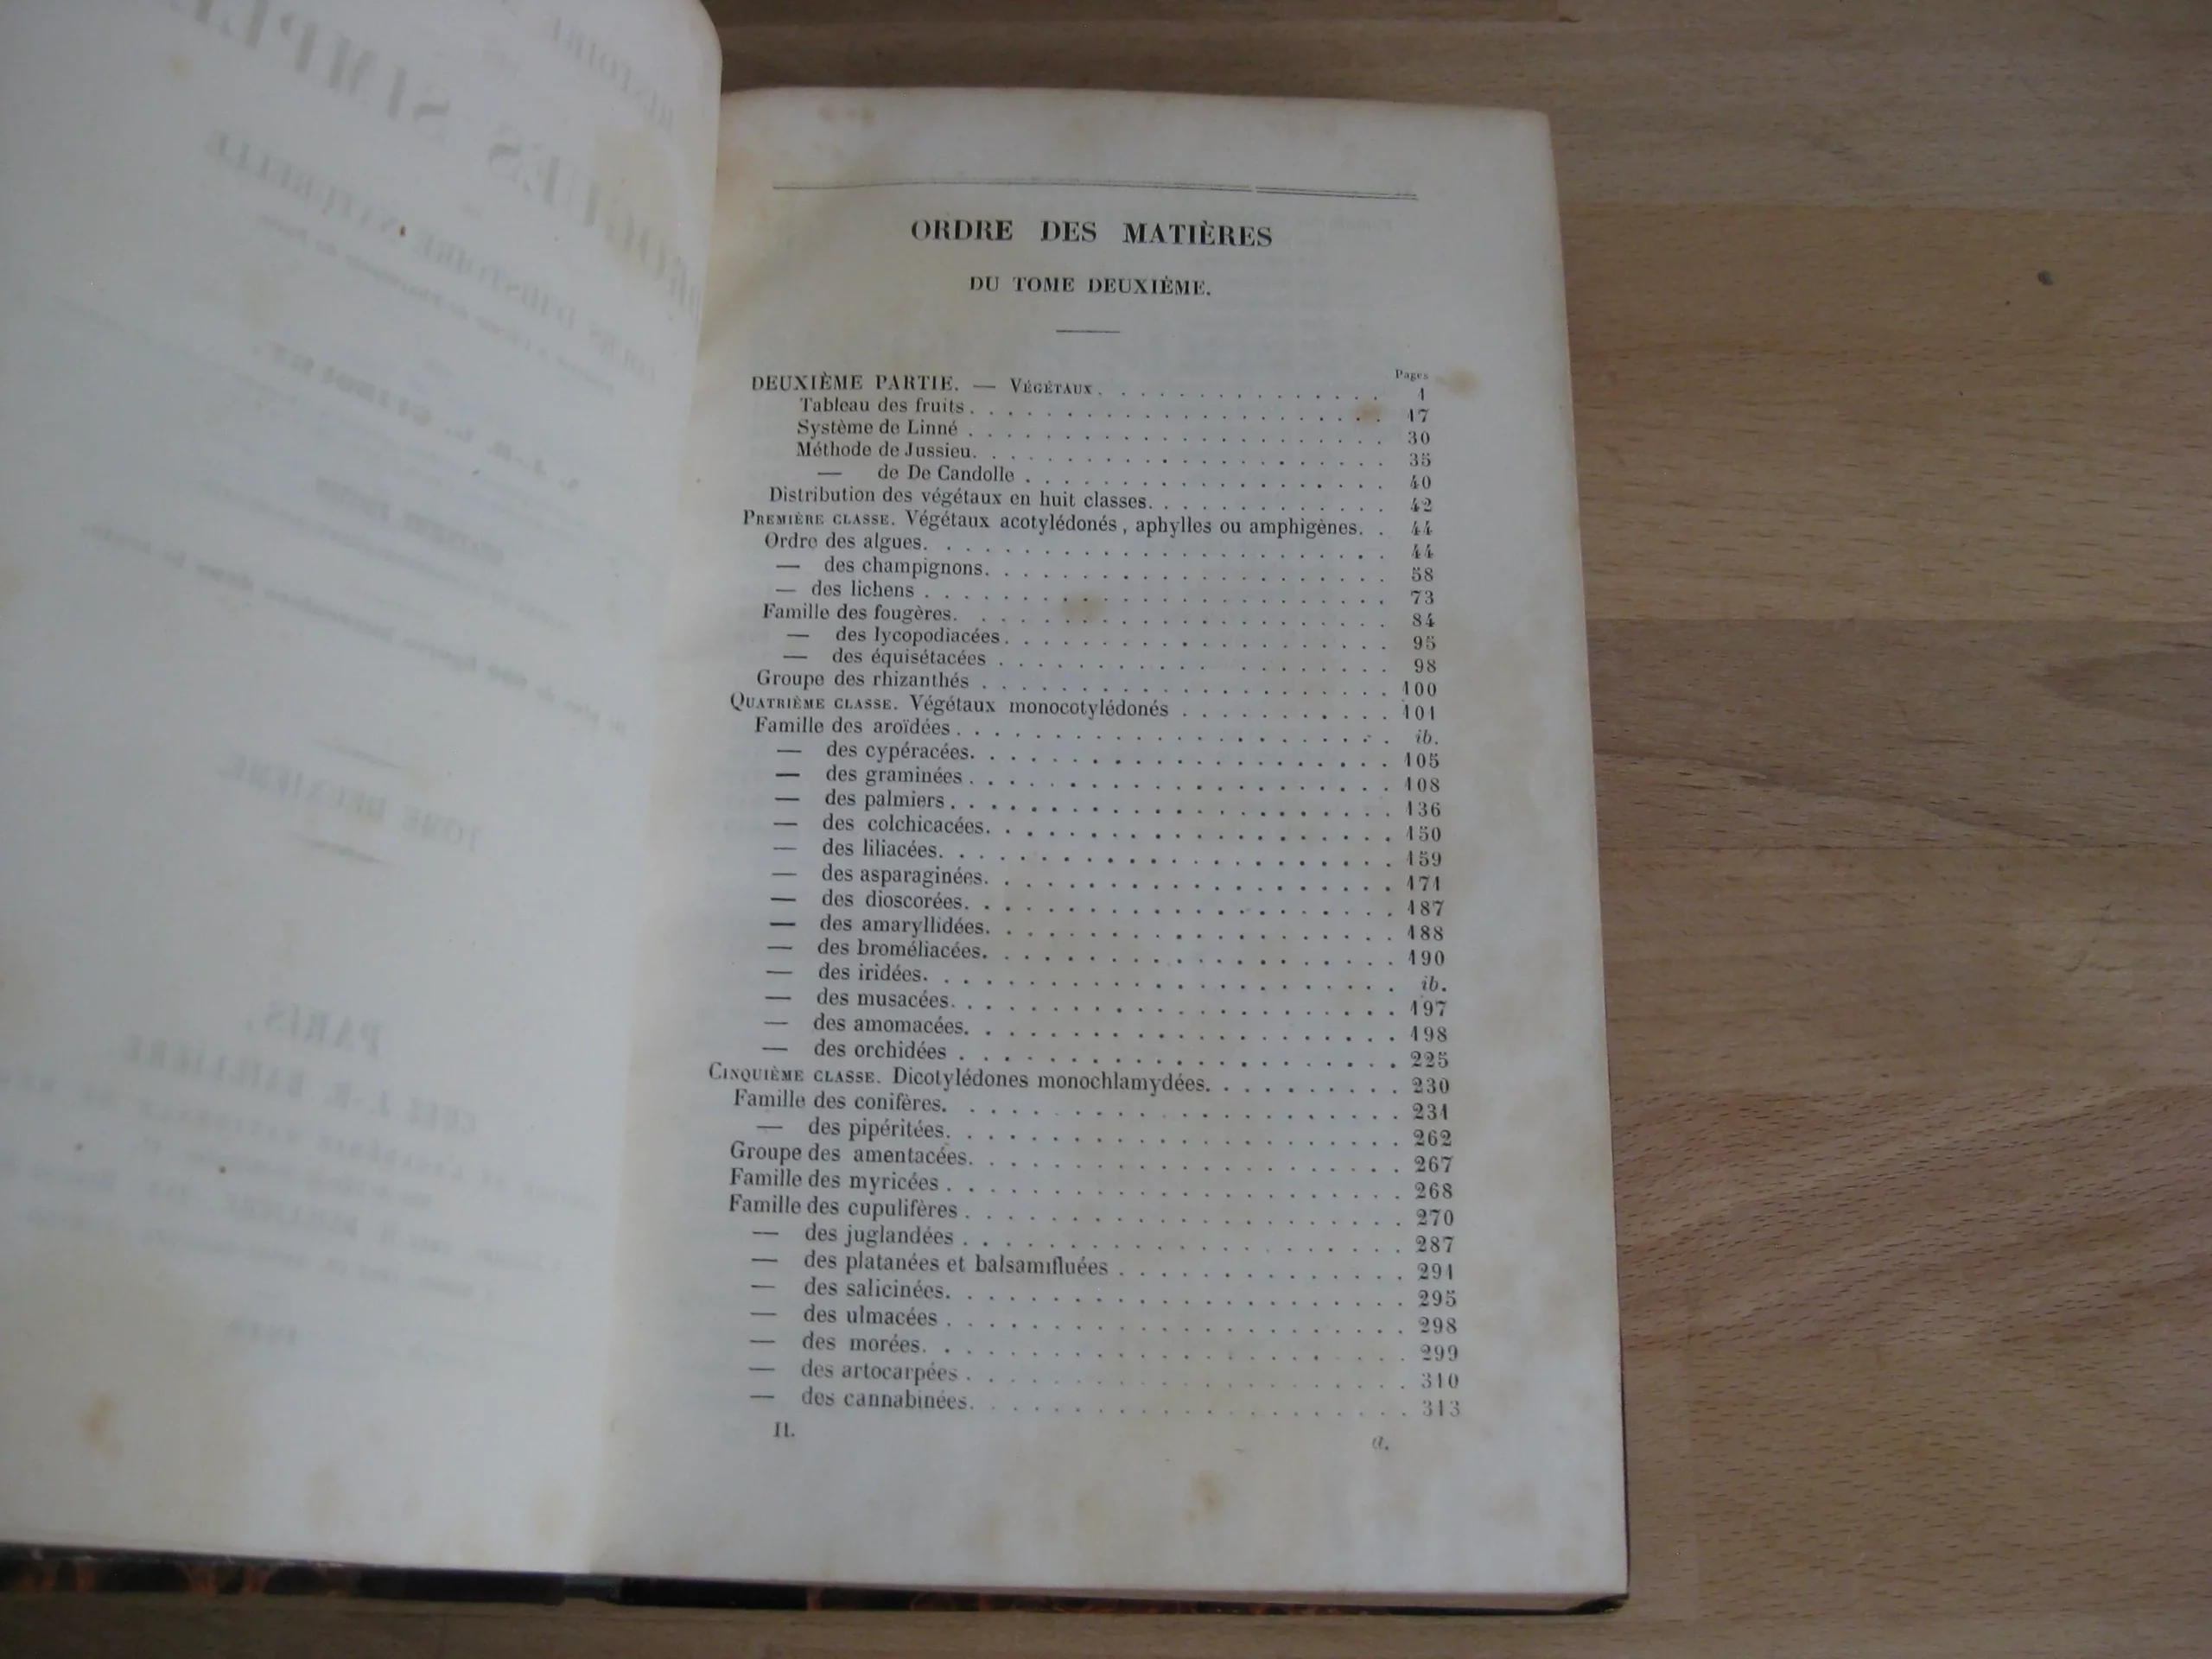 ORDRE DES MATIÈRES
DU TOME DEUXIÈME.
Pages
DEUXIÈME PARTIE. — VÉGÉTAUX. . . . . . . . . . . . . . 1
Tableau des fruits. . . . . . . . . . . . . . . . . . . . 17
Système de Linné . . . . . . . . . . . . . . . . . . . . 30
Méthode de Jussieu. . . . . . . . . . . . . . . . . . . . 35
— de De Candolle . . . . . . . . . . . . . . . . . . 40
Distribution des végétaux en huit classes. . . . . . . . . . . . 42
PREMIÈRE CLASSE. Végétaux acotylédonés, aphylles ou amphigènes. . 44
Ordre des algues. . . . . . . . . . . . . . . . . . . . . . 44
— des champignons. . . . . . . . . . . . . . . . . . . 58
— des lichens . . . . . . . . . . . . . . . . . . . . . . 73
Famille des fougères. . . . . . . . . . . . . . . . . . . . 84
— des lycopodiacées. . . . . . . . . . . . . . . . . . 95
— des équisétacées . . . . . . . . . . . . . . . . . . 98
Groupe des rhizanthés . . . . . . . . . . . . . . . . . . . 100
QUATRIÈME CLASSE. Végétaux monocotylédonés . . . . . . . . . . 101
Famille des aroïdées. . . . . . . . . . . . . . . . . . . . ib.
— des cypéracées. . . . . . . . . . . . . . . . . . . 105
— des graminées . . . . . . . . . . . . . . . . . . . 108
— des palmiers. . . . . . . . . . . . . . . . . . . . 136
— des colchicacées. . . . . . . . . . . . . . . . . . 150
— des liliacées. . . . . . . . . . . . . . . . . . . . 159
— des asparaginées. . . . . . . . . . . . . . . . . . 171
— des dioscorées. . . . . . . . . . . . . . . . . . . 187
— des amaryllidées. . . . . . . . . . . . . . . . . . 188
— des broméliacées. . . . . . . . . . . . . . . . . . 190
— des iridées. . . . . . . . . . . . . . . . . . . . . ib.
— des musacées. . . . . . . . . . . . . . . . . . . . 197
— des amomacées. . . . . . . . . . . . . . . . . . . 198
— des orchidées . . . . . . . . . . . . . . . . . . . 225
CINQUIÈME CLASSE. Dicotylédones monochlamydées. . . . . . . . . 230
Famille des conifères. . . . . . . . . . . . . . . . . . . . 231
— des pipéritées. . . . . . . . . . . . . . . . . . . 262
Groupe des amentacées. . . . . . . . . . . . . . . . . . . 267
Famille des myricées . . . . . . . . . . . . . . . . . . . . 268
Famille des cupulifères . . . . . . . . . . . . . . . . . . . 270
— des juglandées . . . . . . . . . . . . . . . . . . . 287
— des platanées et balsamifluées . . . . . . . . . . . . 291
— des salicinées. . . . . . . . . . . . . . . . . . . . 295
— des ulmacées . . . . . . . . . . . . . . . . . . . . 298
— des morées. . . . . . . . . . . . . . . . . . . . . 299
— des artocarpées . . . . . . . . . . . . . . . . . . . 310
— des cannabinées. . . . . . . . . . . . . . . . . . . 313
II. a.